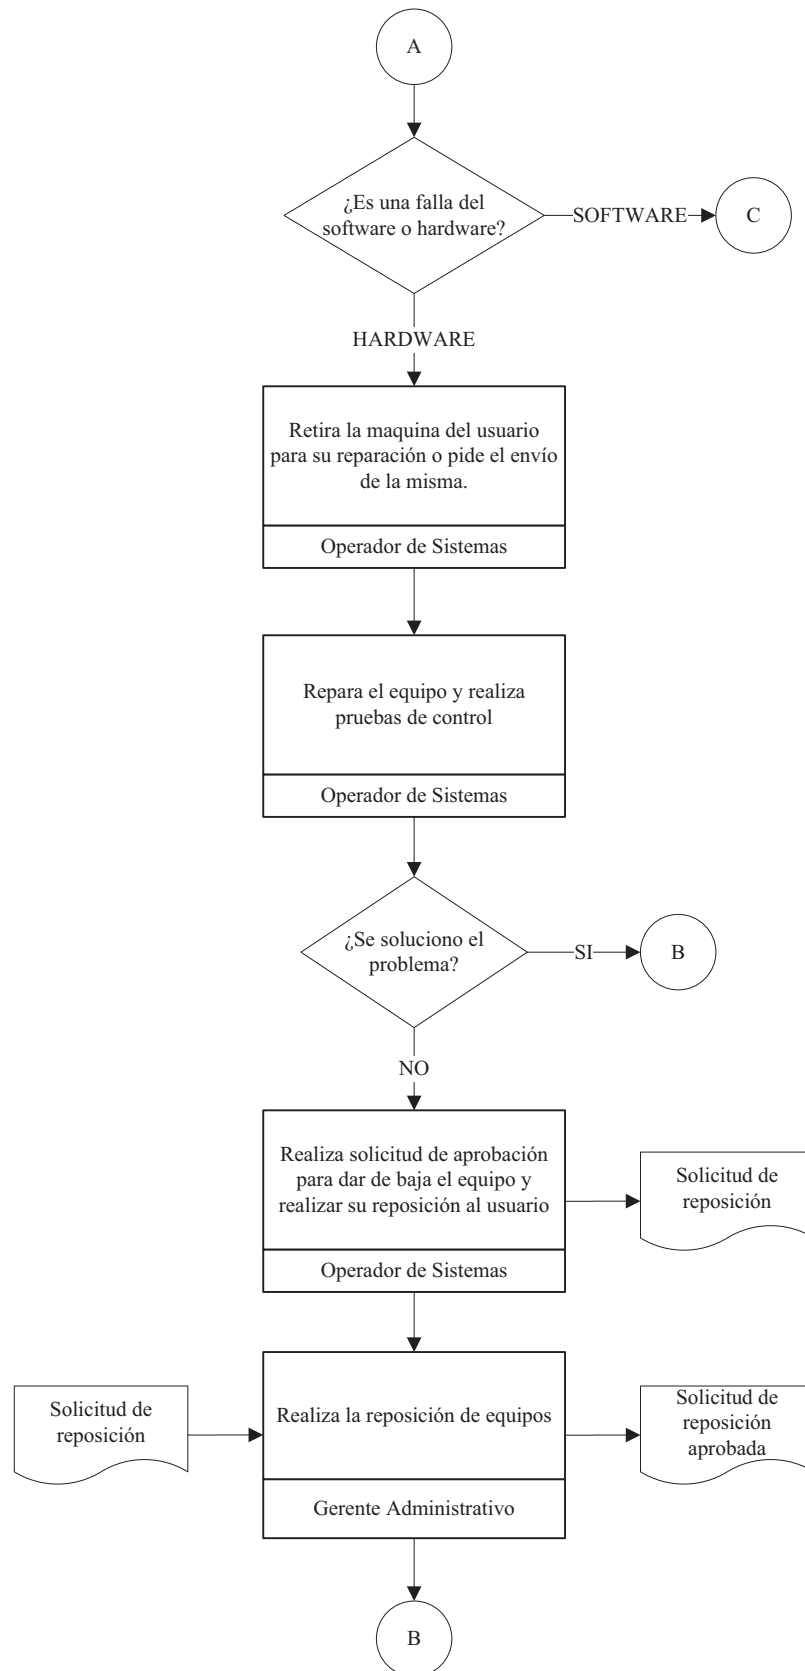 A
¿Es una falla del
software o hardware?
SOFTWARE
C
HARDWARE
Retira la maquina del usuario
para su reparación o pide el envío
de la misma.
Operador de Sistemas
Repara el equipo y realiza
pruebas de control
Operador de Sistemas
¿Se soluciono el
problema?
SI
B
NO
Realiza solicitud de aprobación
para dar de baja el equipo y
realizar su reposición al usuario
Operador de Sistemas
Solicitud de
reposición
Solicitud de
reposición
Realiza la reposición de equipos
Gerente Administrativo
Solicitud de
reposición
aprobada
B